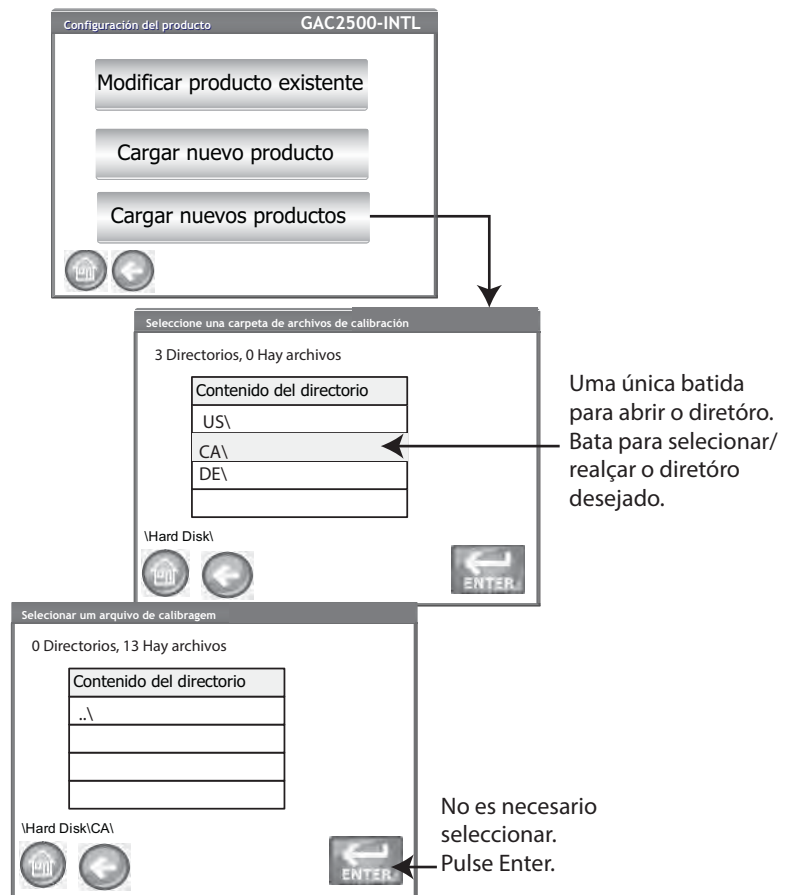 Configuración del producto GAC2500-INTL
Modificar producto existente
Cargar nuevo producto
Cargar nuevos productos
Seleccione una carpeta de archivos de calibración
3 Directorios, 0 Hay archivos
Contenido del directorio
US\
CA\
DE\
\Hard Disk\
ENTER
Uma única batida
para abrir o diretóro.
Bata para selecionar/
realçar o diretóro
desejado.
Selecionar um arquivo de calibragem
0 Directorios, 13 Hay archivos
Contenido del directorio
..\
\Hard Disk\CA\
ENTER
No es necesario
seleccionar.
Pulse Enter.